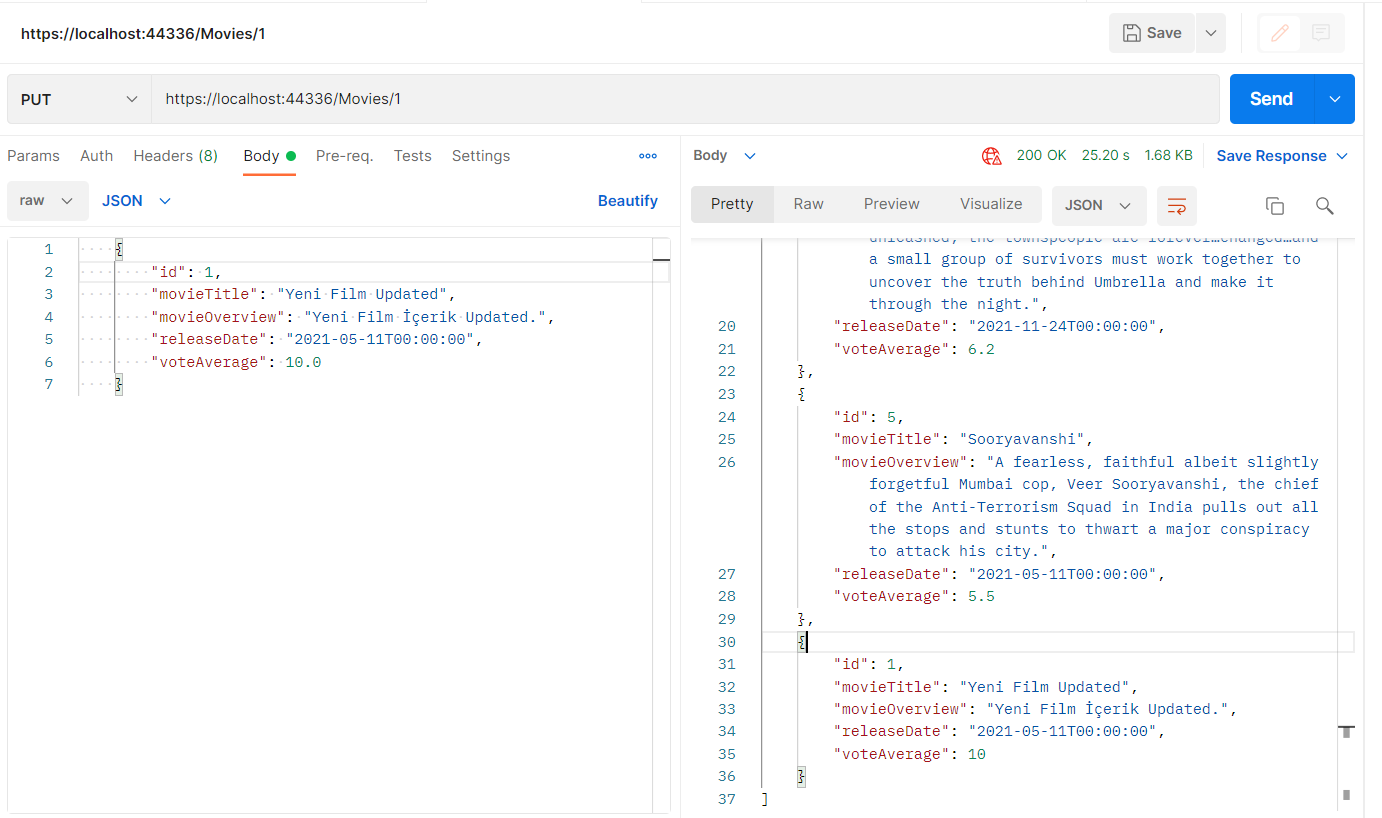 https://localhost:44336/Movies/1
Save
PUT
https://localhost:44336/Movies/1
Send
Params Auth Headers (8) Body Pre-req. Tests Settings
raw JSON Beautify
1 {
2 "id": 1,
3 "movieTitle": "Yeni Film Updated",
4 "movieOverview": "Yeni Film İçerik Updated.",
5 "releaseDate": "2021-05-11T00:00:00",
6 "voteAverage": 10.0
7 }
Body 200 OK 25.20 s 1.68 KB Save Response
Pretty Raw Preview Visualize JSON
unleashed, the townspeople are forever…changed…and
a small group of survivors must work together to
uncover the truth behind Umbrella and make it
through the night.",
20 "releaseDate": "2021-11-24T00:00:00",
21 "voteAverage": 6.2
22 },
23 {
24 "id": 5,
25 "movieTitle": "Sooryavanshi",
26 "movieOverview": "A fearless, faithful albeit slightly
forgetful Mumbai cop, Veer Sooryavanshi, the chief
of the Anti-Terrorism Squad in India pulls out all
the stops and stunts to thwart a major conspiracy
to attack his city.",
27 "releaseDate": "2021-05-11T00:00:00",
28 "voteAverage": 5.5
29 },
30 {
31 "id": 1,
32 "movieTitle": "Yeni Film Updated",
33 "movieOverview": "Yeni Film İçerik Updated.",
34 "releaseDate": "2021-05-11T00:00:00",
35 "voteAverage": 10
36 }
37 ]